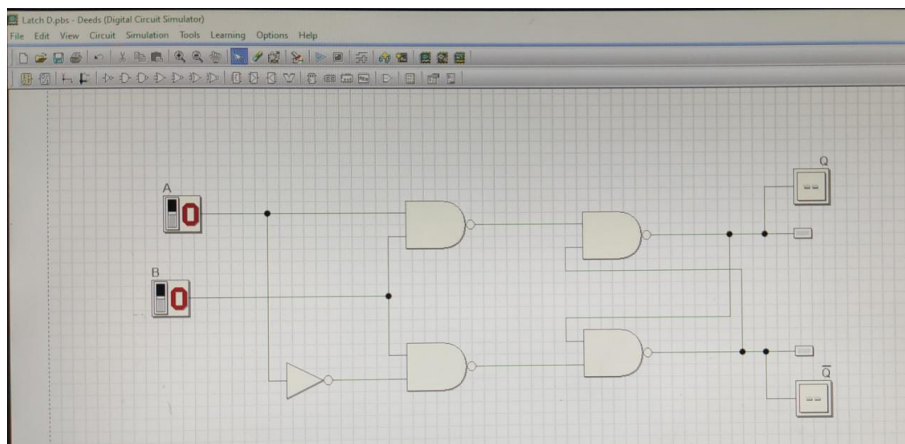 Latch D.pbs - Deeds (Digital Circuit Simulator)
File Edit View Circuit Simulation Tools Learning Options Help
A
0
B
0
Q
--
Q̅
--